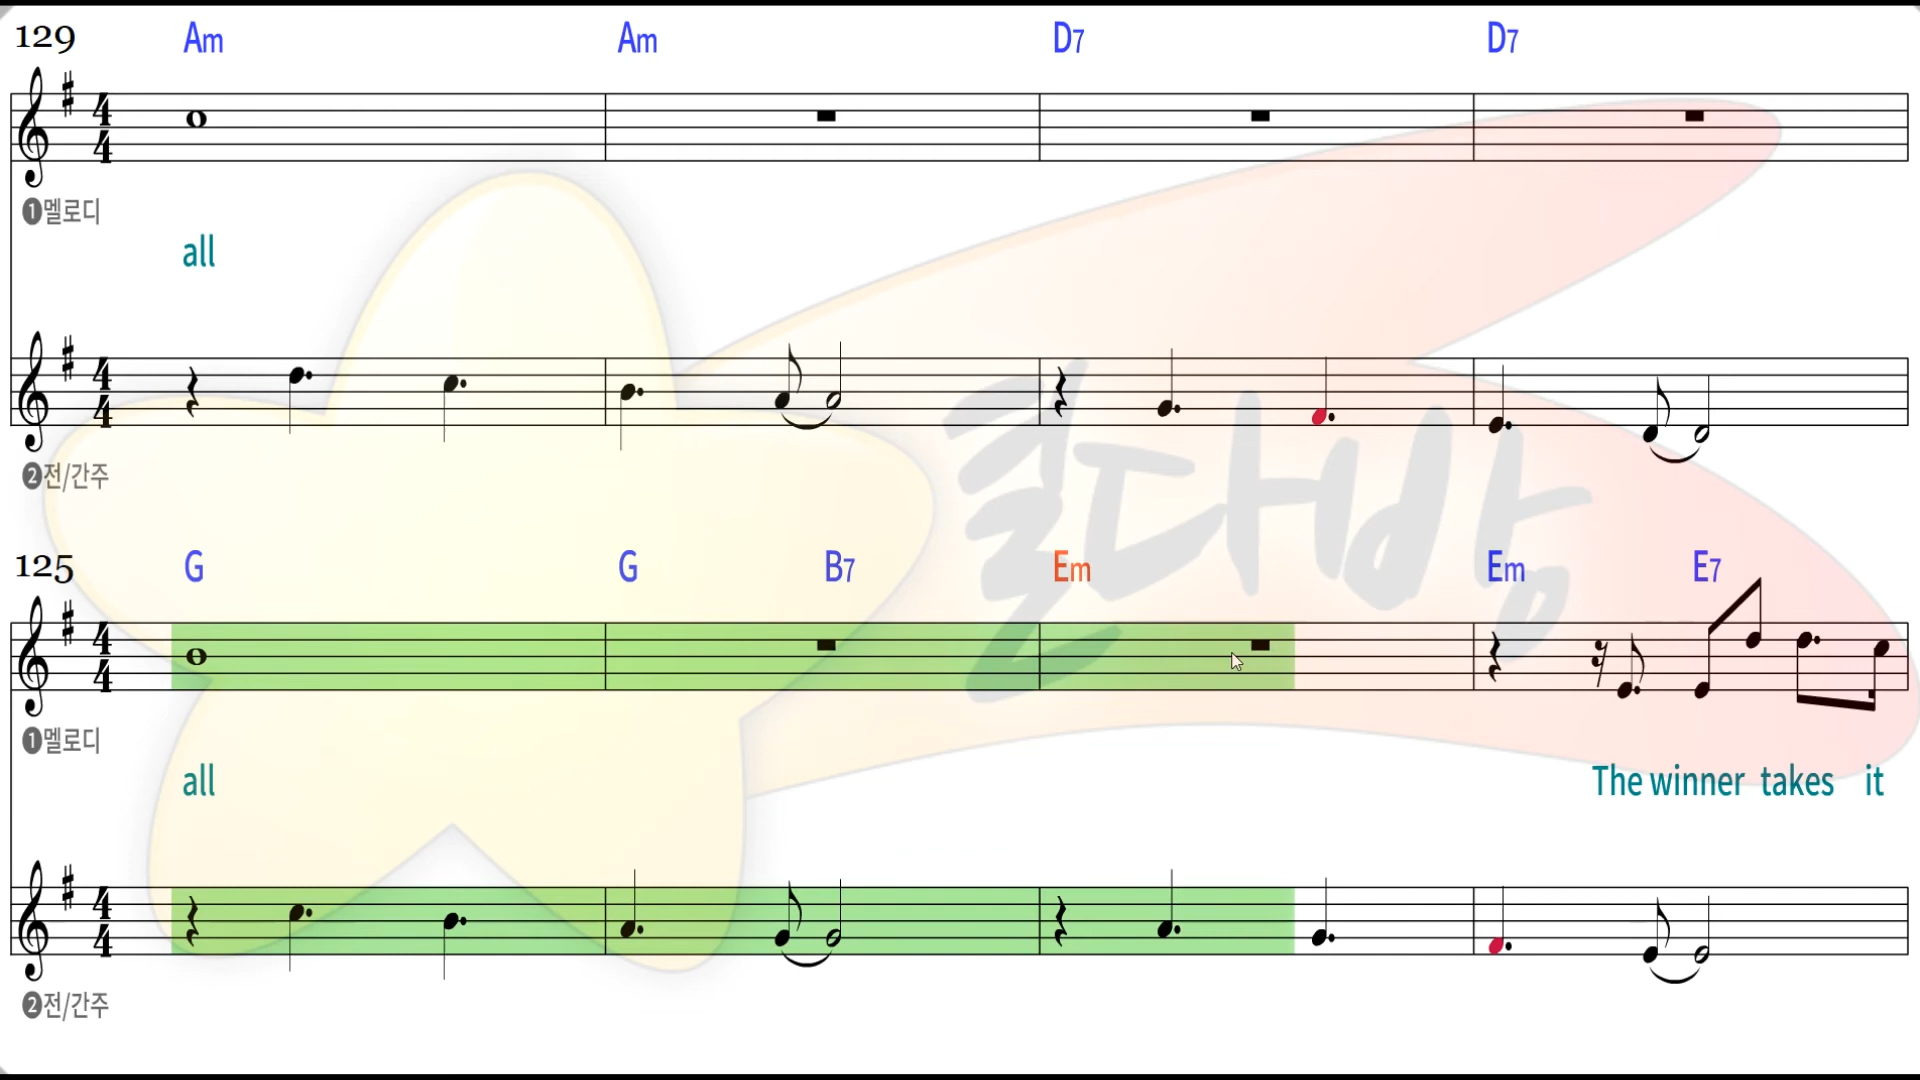 129 Am Am D7 D7
❶멜로디
all
❷전/간주
125 G G B7 Em Em E7
❶멜로디
all The winner takes it
❷전/간주